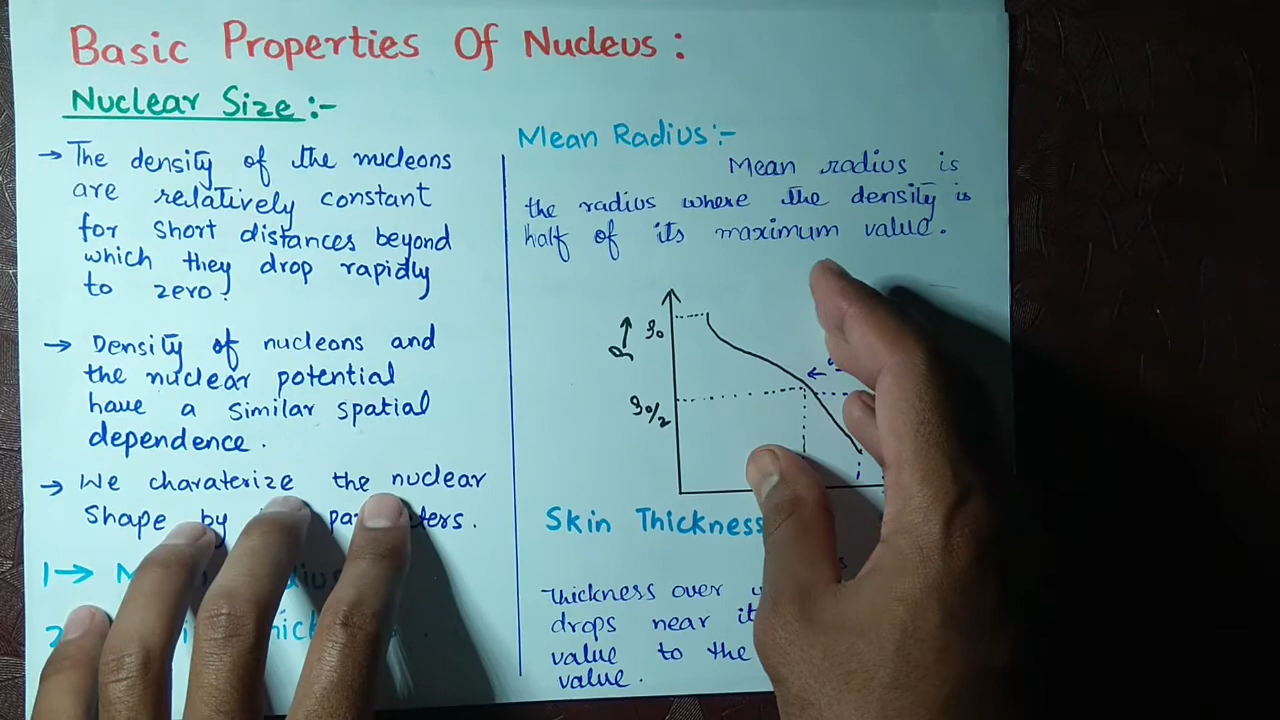 Basic Properties Of Nucleus :
Nuclear Size :-
→ The density of the nucleons
are relatively constant
for short distances beyond
which they drop rapidly
to zero.
→ Density of nucleons and
the nuclear potential
have a similar spatial
dependence.
→ We charaterize the nuclear
Shape by
1→
2
Mean Radius :-
Mean radius is
the radius where the density is
half of its maximum value.
ρ →
ρ₀
ρ₀/2
Skin Thickness
Thickness over
drops near
value to the
value.